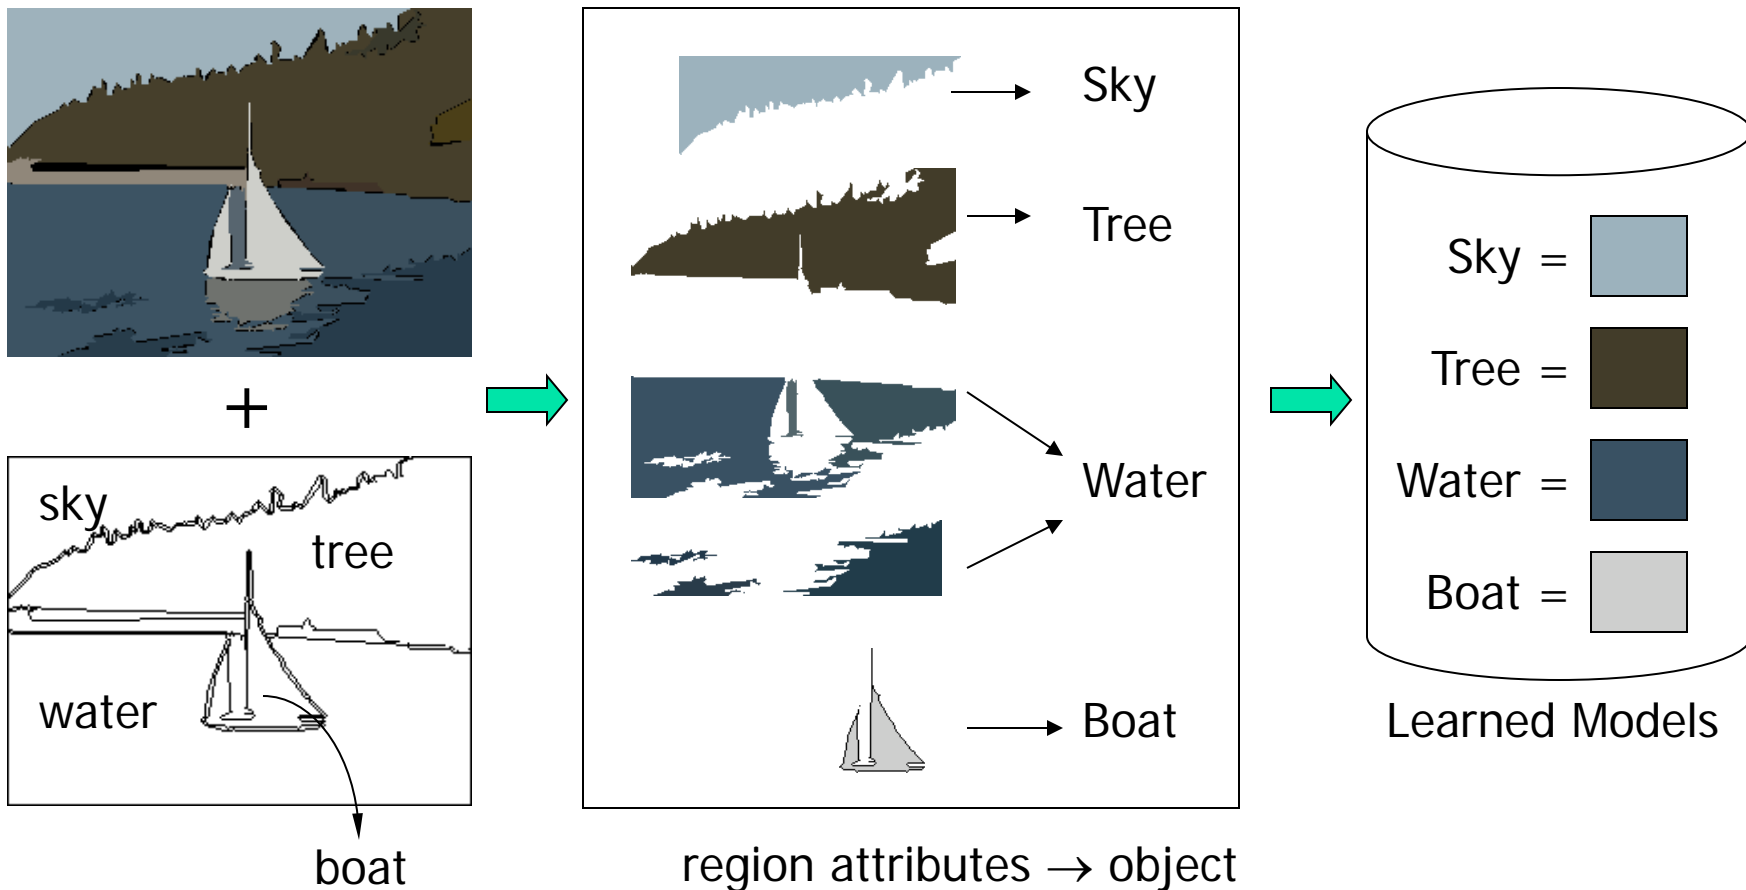 +
sky
tree
water
boat
Sky
Tree
Water
Boat
region attributes → object
Sky =
Tree =
Water =
Boat =
Learned Models